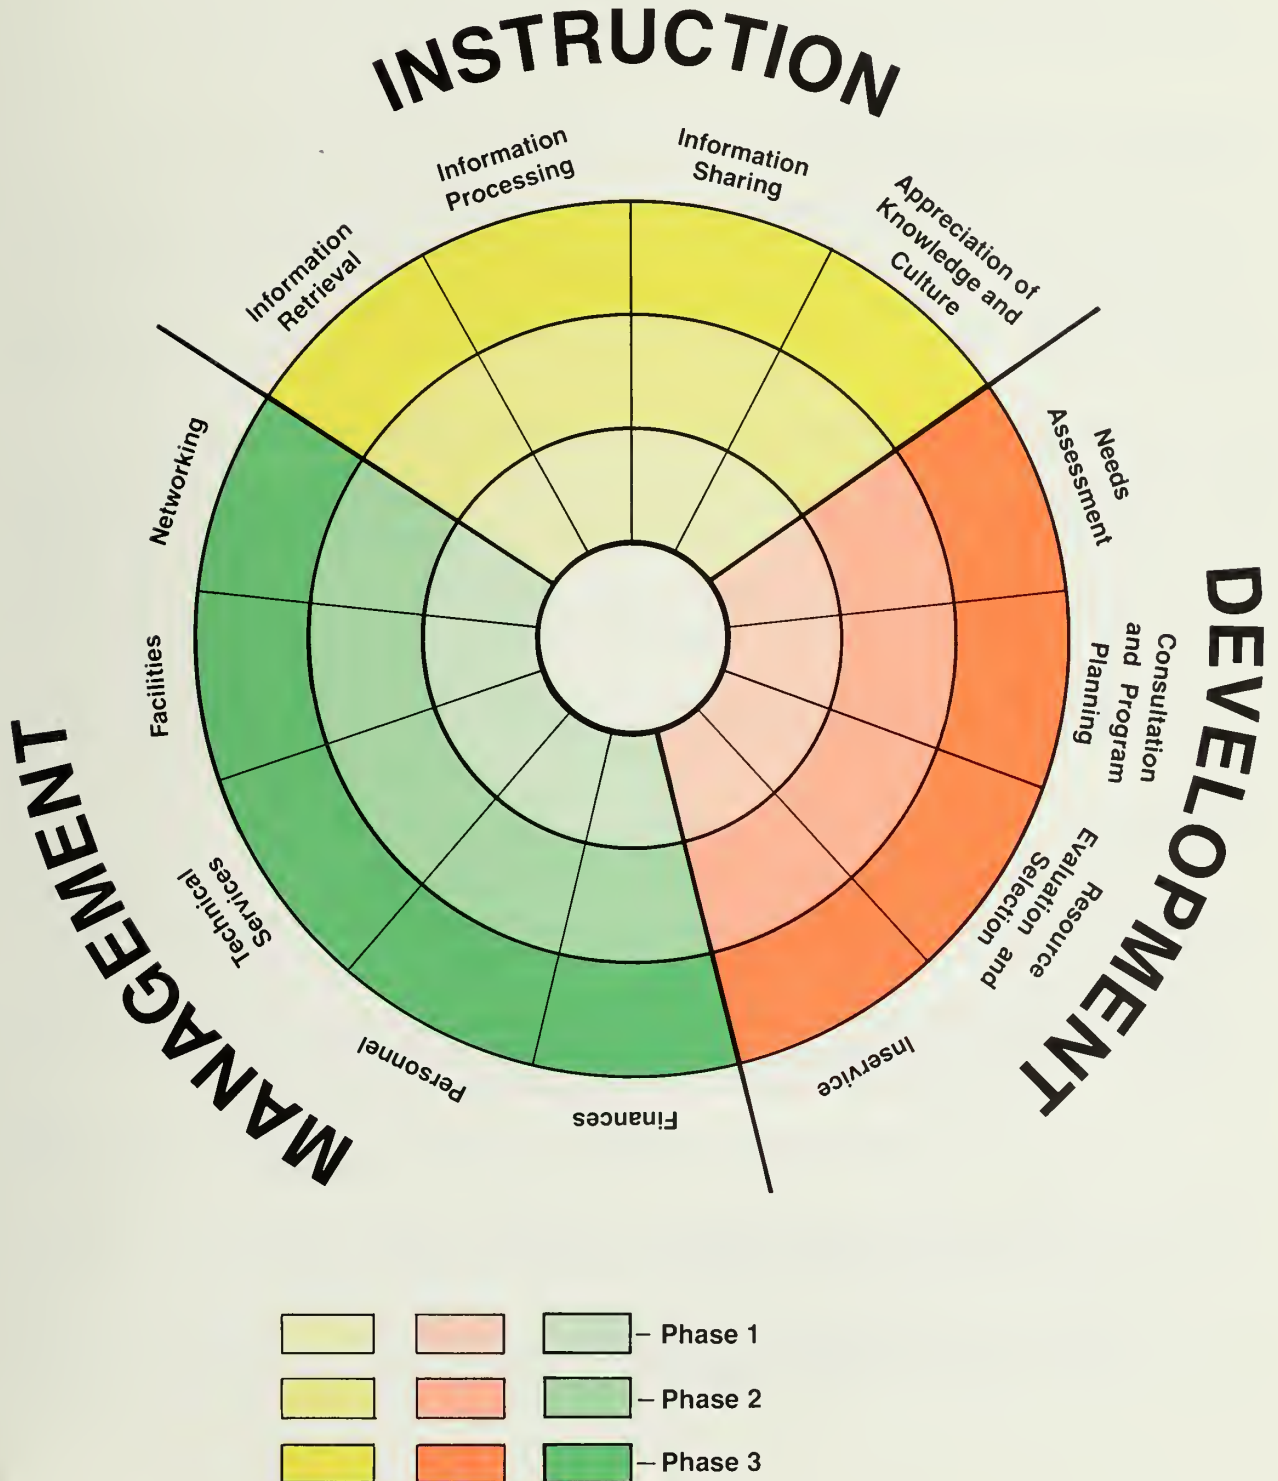 INSTRUCTION
Information
Retrieval
Information
Processing
Information
Sharing
Appreciation of
Knowledge and
Culture
DEVELOPMENT
Needs
Assessment
Consultation
and Program
Planning
Resource
Evaluation and
Selection
Inservice
MANAGEMENT
Finances
Personnel
Technical
Services
Facilities
Networking
– Phase 1
– Phase 2
– Phase 3